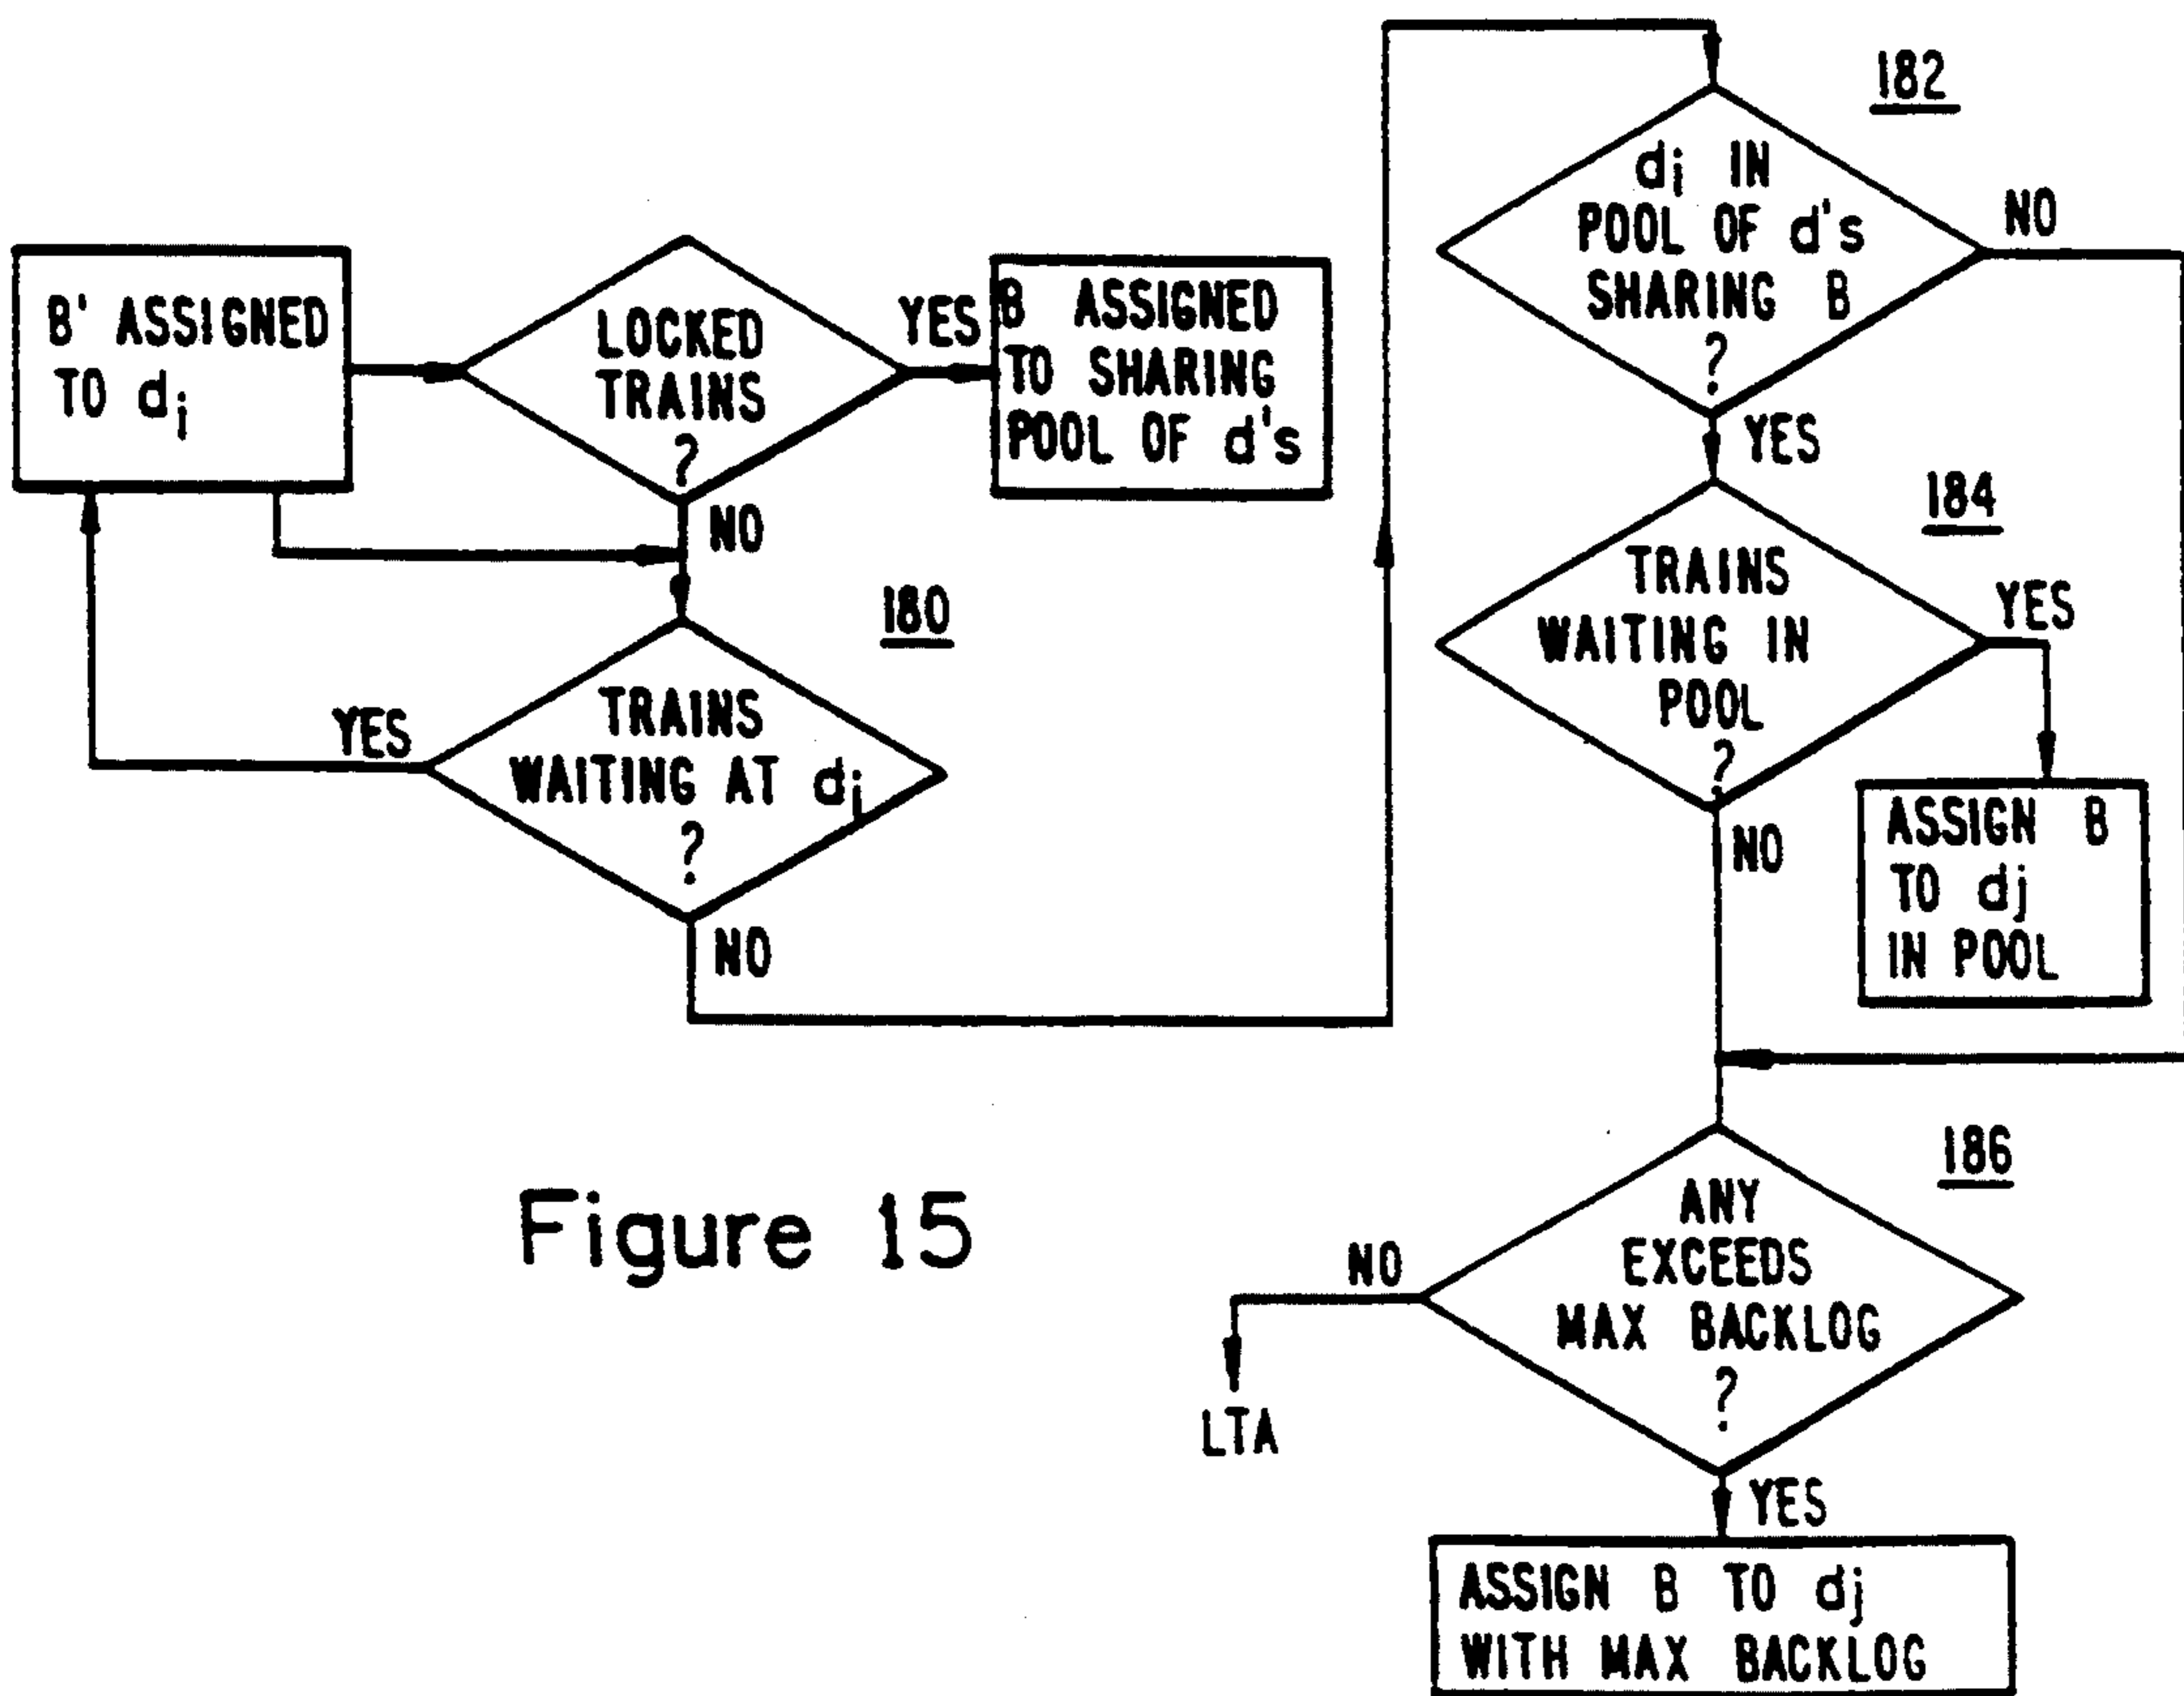 B' ASSIGNED
TO di
LOCKED
TRAINS
?
YES
NO
B ASSIGNED
TO SHARING
POOL OF d's
180
TRAINS
WAITING AT di
?
YES
NO
182
di IN
POOL OF d's
SHARING B
?
NO
YES
184
TRAINS
WAITING IN
POOL
?
YES
NO
ASSIGN B
TO dj
IN POOL
186
ANY
EXCEEDS
MAX BACKLOG
?
NO
LTA
YES
ASSIGN B TO dj
WITH MAX BACKLOG
Figure 15